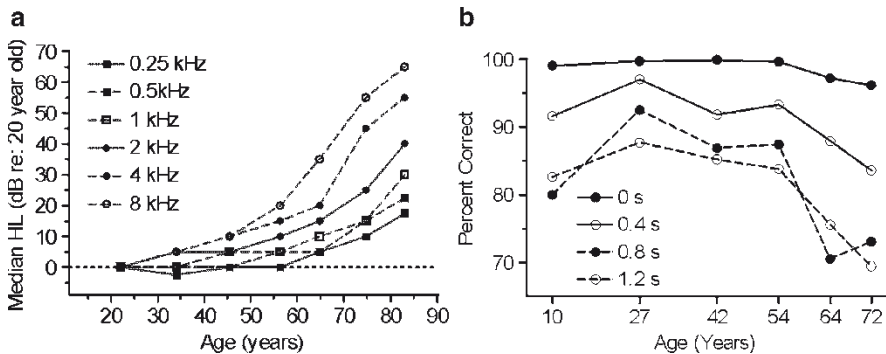 a
Median HL (dB re: 20 year old)
70
60
50
40
30
20
10
0
0.25 kHz
0.5kHz
1 kHz
2 kHz
4 kHz
8 kHz
20 30 40 50 60 70 80 90
Age (years)
b
Percent Correct
100
90
80
70
0 s
0.4 s
0.8 s
1.2 s
10 27 42 54 64 72
Age (Years)